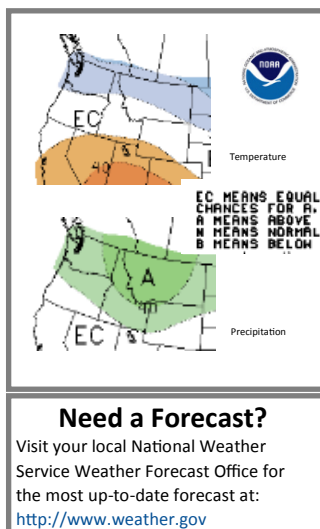 EC
40
Temperature
EC MEANS EQUAL
CHANCES FOR A,
A MEANS ABOVE
N MEANS NORMAL
B MEANS BELOW
A
EC
Precipitation
NOAA
Need a Forecast?
Visit your local National Weather
Service Weather Forecast Office for
the most up-to-date forecast at:
http://www.weather.gov